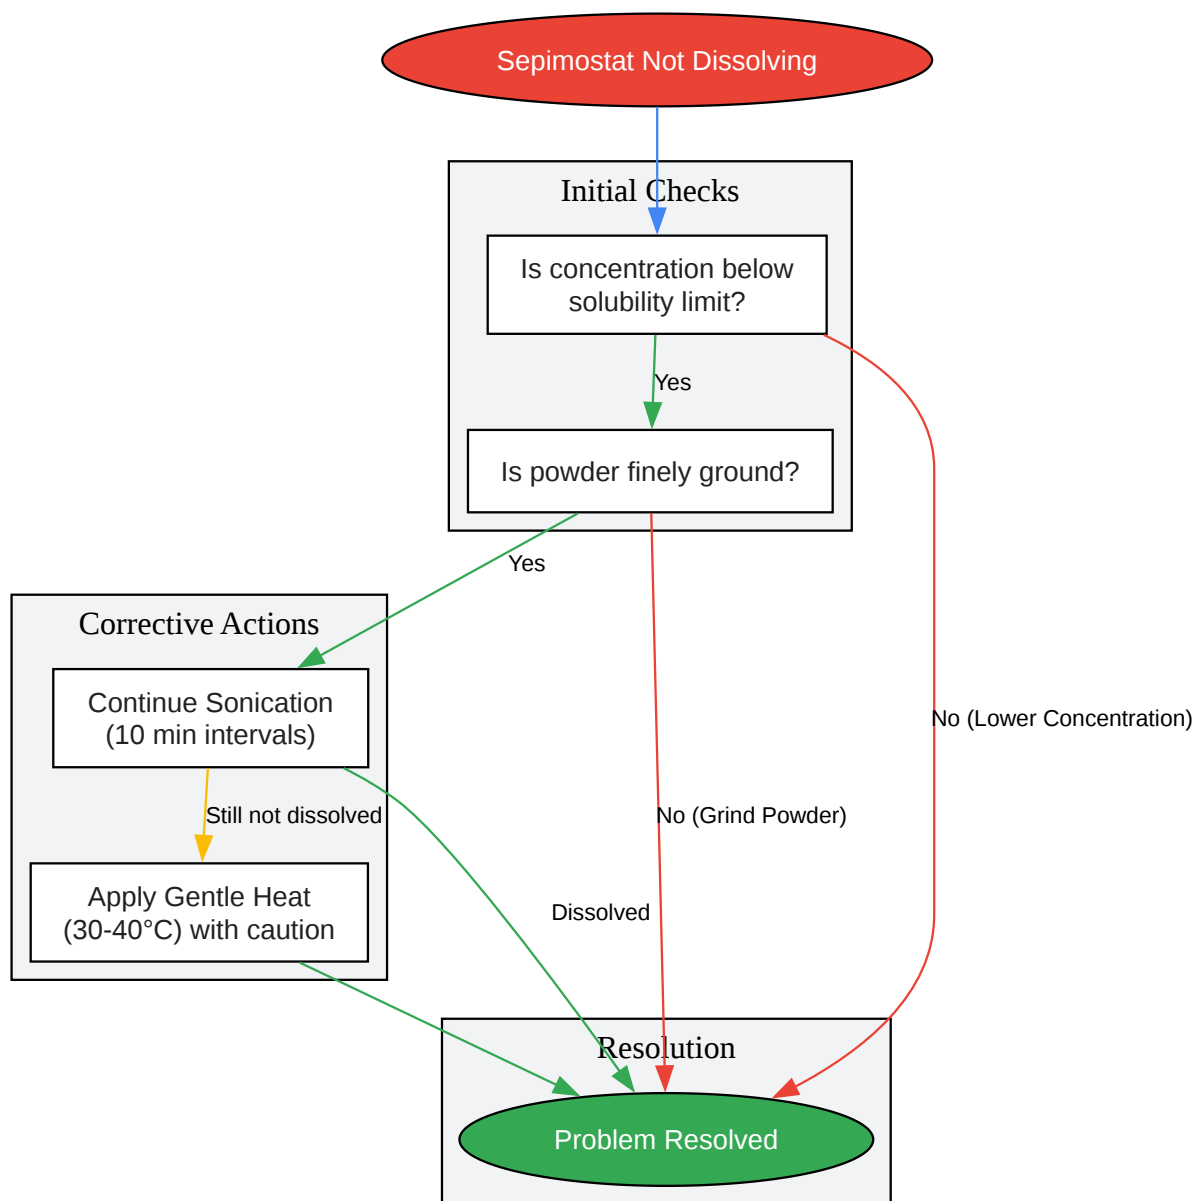 Sepimostat Not Dissolving
Initial Checks
Is concentration below
solubility limit?
Yes
Is powder finely ground?
Yes
Corrective Actions
Continue Sonication
(10 min intervals)
No (Lower Concentration)
Still not dissolved
No (Grind Powder)
Apply Gentle Heat
(30-40°C) with caution
Dissolved
Resolution
Problem Resolved